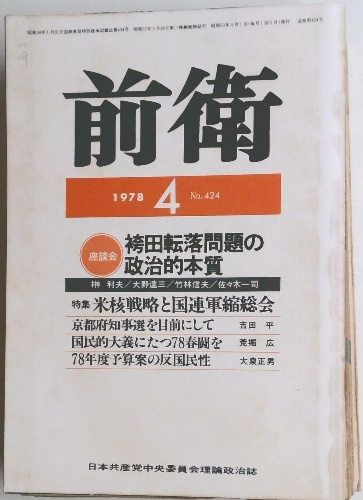 前衛
1978 4 No.424
座談会
袴田転落問題の
政治的本質
榊 利夫／大野達三／竹林信夫／佐々木一司
特集 米核戦略と国連軍縮総会
京都府知事選を目前にして 吉田 平
国民的大義にたつ78春闘を 荒堀 広
78年度予算案の反国民性 大泉正男
日本共産党中央委員会理論政治誌